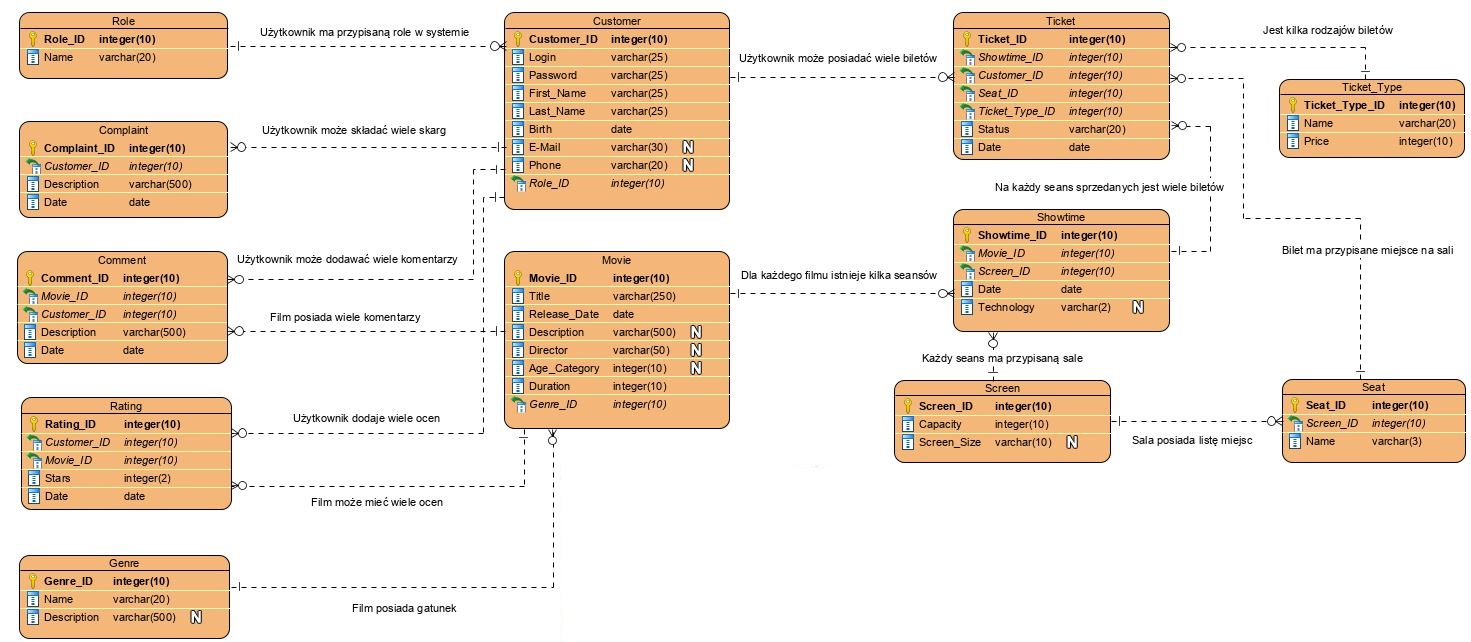 Role
Role_ID integer(10)
Name varchar(20)
Użytkownik ma przypisaną role w systemie
Customer
Customer_ID integer(10)
Login varchar(25)
Password varchar(25)
First_Name varchar(25)
Last_Name varchar(25)
Birth date
E-Mail varchar(30) N
Phone varchar(20) N
Role_ID integer(10)
Użytkownik może posiadać wiele biletów
Ticket
Ticket_ID integer(10)
Showtime_ID integer(10)
Customer_ID integer(10)
Seat_ID integer(10)
Ticket_Type_ID integer(10)
Status varchar(20)
Date date
Jest kilka rodzajów biletów
Ticket_Type
Ticket_Type_ID integer(10)
Name varchar(20)
Price integer(10)
Complaint
Complaint_ID integer(10)
Customer_ID integer(10)
Description varchar(500)
Date date
Użytkownik może składać wiele skarg
Na każdy seans sprzedanych jest wiele biletów
Comment
Comment_ID integer(10)
Movie_ID integer(10)
Customer_ID integer(10)
Description varchar(500)
Date date
Użytkownik może dodawać wiele komentarzy
Film posiada wiele komentarzy
Movie
Movie_ID integer(10)
Title varchar(250)
Release_Date date
Description varchar(500) N
Director varchar(50) N
Age_Category integer(10) N
Duration integer(10)
Genre_ID integer(10)
Dla każdego filmu istnieje kilka seansów
Showtime
Showtime_ID integer(10)
Movie_ID integer(10)
Screen_ID integer(10)
Date date
Technology varchar(2) N
Bilet ma przypisane miejsce na sali
Każdy seans ma przypisaną sale
Screen
Screen_ID integer(10)
Capacity integer(10)
Screen_Size varchar(10) N
Sala posiada listę miejsc
Seat
Seat_ID integer(10)
Screen_ID integer(10)
Name varchar(3)
Rating
Rating_ID integer(10)
Customer_ID integer(10)
Movie_ID integer(10)
Stars integer(2)
Date date
Użytkownik dodaje wiele ocen
Film może mieć wiele ocen
Genre
Genre_ID integer(10)
Name varchar(20)
Description varchar(500) N
Film posiada gatunek